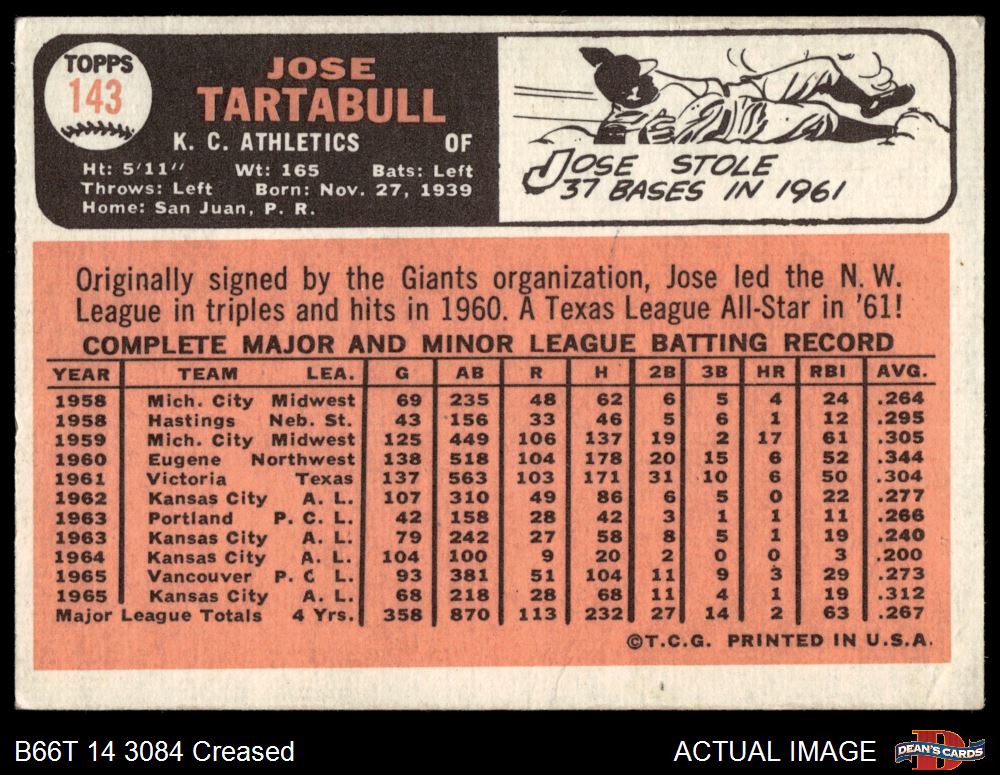 TOPPS
143
JOSE
TARTABULL
K. C. ATHLETICS OF
Ht: 5'11" Wt: 165 Bats: Left
Throws: Left Born: Nov. 27, 1939
Home: San Juan, P. R.
JOSE STOLE
37 BASES IN 1961
Originally signed by the Giants organization, Jose led the N. W.
League in triples and hits in 1960. A Texas League All-Star in '61!
COMPLETE MAJOR AND MINOR LEAGUE BATTING RECORD
YEAR TEAM LEA. G AB R H 2B 3B HR RBI AVG.
1958 Mich. City Midwest 69 235 48 62 6 5 4 24 .264
1958 Hastings Neb. St. 43 156 33 46 5 6 1 12 .295
1959 Mich. City Midwest 125 449 106 137 19 2 17 61 .305
1960 Eugene Northwest 138 518 104 178 20 15 6 52 .344
1961 Victoria Texas 137 563 103 171 31 10 6 50 .304
1962 Kansas City A. L. 107 310 49 86 6 5 0 22 .277
1963 Portland P. C. L. 42 158 28 42 3 1 1 11 .266
1963 Kansas City A. L. 79 242 27 58 8 5 1 19 .240
1964 Kansas City A. L. 104 100 9 20 2 0 0 3 .200
1965 Vancouver P. C L. 93 381 51 104 11 9 3 29 .273
1965 Kansas City A. L. 68 218 28 68 11 4 1 19 .312
Major League Totals 4 Yrs. 358 870 113 232 27 14 2 63 .267
©T.C.G. PRINTED IN U.S.A.
B66T 14 3084 Creased ACTUAL IMAGE
DEAN'S CARDS